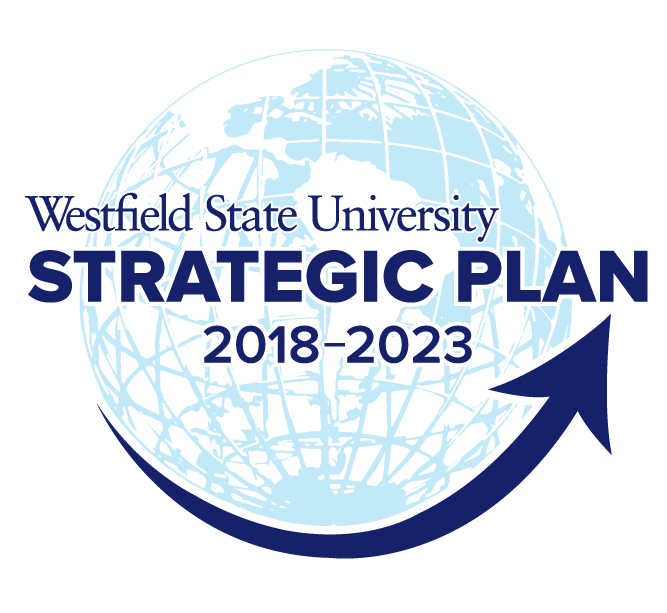 Westfield State University
STRATEGIC PLAN
2018–2023